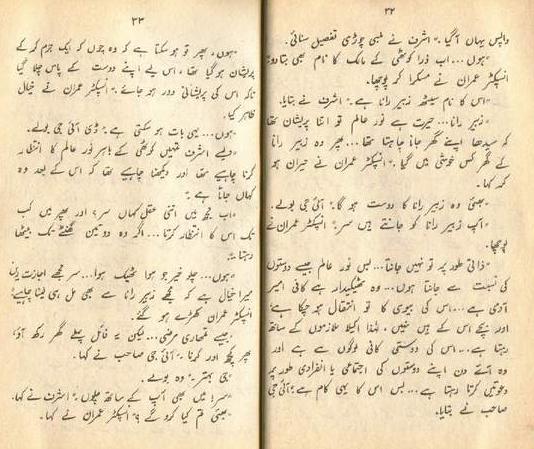 ۳۲
واپس یہاں آ گیا۔" اشرف نے لمبی چوڑی تفصیل سنائی۔
"ہوں... اب ذرا کوٹھی کے مالک کا نام بھی بتا دو۔"
انسپکٹر عمران نے مسکرا کر پوچھا۔
"اس کا نام سیٹھ زبیر رانا ہے۔" اشرف نے بتایا۔
"زبیر رانا... حیرت ہے نور عالم تو اتنا پریشان تھا
کہ سیدھا اپنے گھر جانا چاہتا تھا... پھر وہ زبیر رانا
کے گھر کس خوشی میں گیا۔" انسپکٹر عمران نے حیران ہو
کر کہا۔
"بھئی وہ زبیر رانا کا دوست ہو گا۔" آئی جی بولے۔
"آپ زبیر رانا کو جانتے ہیں سر۔" انسپکٹر عمران نے
پوچھا۔
"ذاتی طور پر تو نہیں جانتا... بس نور عالم جیسے دوستوں
کی نسبت سے جانتا ہوں... وہ ٹھیکیدار ہے کافی امیر
آدمی ہے... اس کی بیوی کا تو انتقال ہو چکا ہے
اور بچے اس کے ہیں نہیں۔ لہٰذا اکیلا ملازموں کے ساتھ
رہتا ہے... اس کی دوستی کافی لوگوں سے ہے اور
وہ آئے دن اپنے دوستوں کی اجتماعی یا انفرادی طور پر
دعوتیں کرتا رہتا ہے... بس اس کا یہی کام ہے۔" آئی جی
صاحب نے بتایا۔
۳۳
"ہوں۔ پھر تو ہو سکتا ہے کہ وہ جوں کو ایک جرم کر کے
پریشان ہو گیا تھا، اس لیے اپنے دوست کے پاس چلا گیا
تاکہ اس کی پریشانی دور ہو جائے۔" انسپکٹر عمران نے خیال
ظاہر کیا۔
"ہوں... یہی بات ہو سکتی ہے۔" ڈی آئی جی بولے۔
"ویسے اشرف تمہیں کوٹھی کے باہر نور عالم کا انتظار
کرنا چاہیے تھا اور دیکھنا چاہیے تھا کہ اس کے بعد وہ
کہاں جاتا ہے۔"
"اب مجھ میں اتنی عقل کہاں سر؟ اور پھر میں کب
تک اس کا انتظار کرتا... اگر وہ دو تین گھنٹے تک بیٹھا
رہتا۔"
"ہوں... چلو خیر جو ہوا ٹھیک ہوا... سر مجھے اجازت دیں
میرا خیال ہے کہ مجھے زبیر رانا سے بھی مل ہی لینا چاہیے۔"
انسپکٹر عمران کھڑے ہو گئے۔
"جیسے تمہاری مرضی... لیکن یہ فائل پہلے گھر رکھ آؤ،
پھر کچھ اور کرنا۔" آئی جی صاحب نے کہا۔
"جی بہتر۔" وہ بولے۔
"سر! میں بھی آپ کے ساتھ چلوں۔" اشرف نے کہا۔
"بھئی تم کیا کرو گے؟" انسپکٹر عمران نے کہا۔